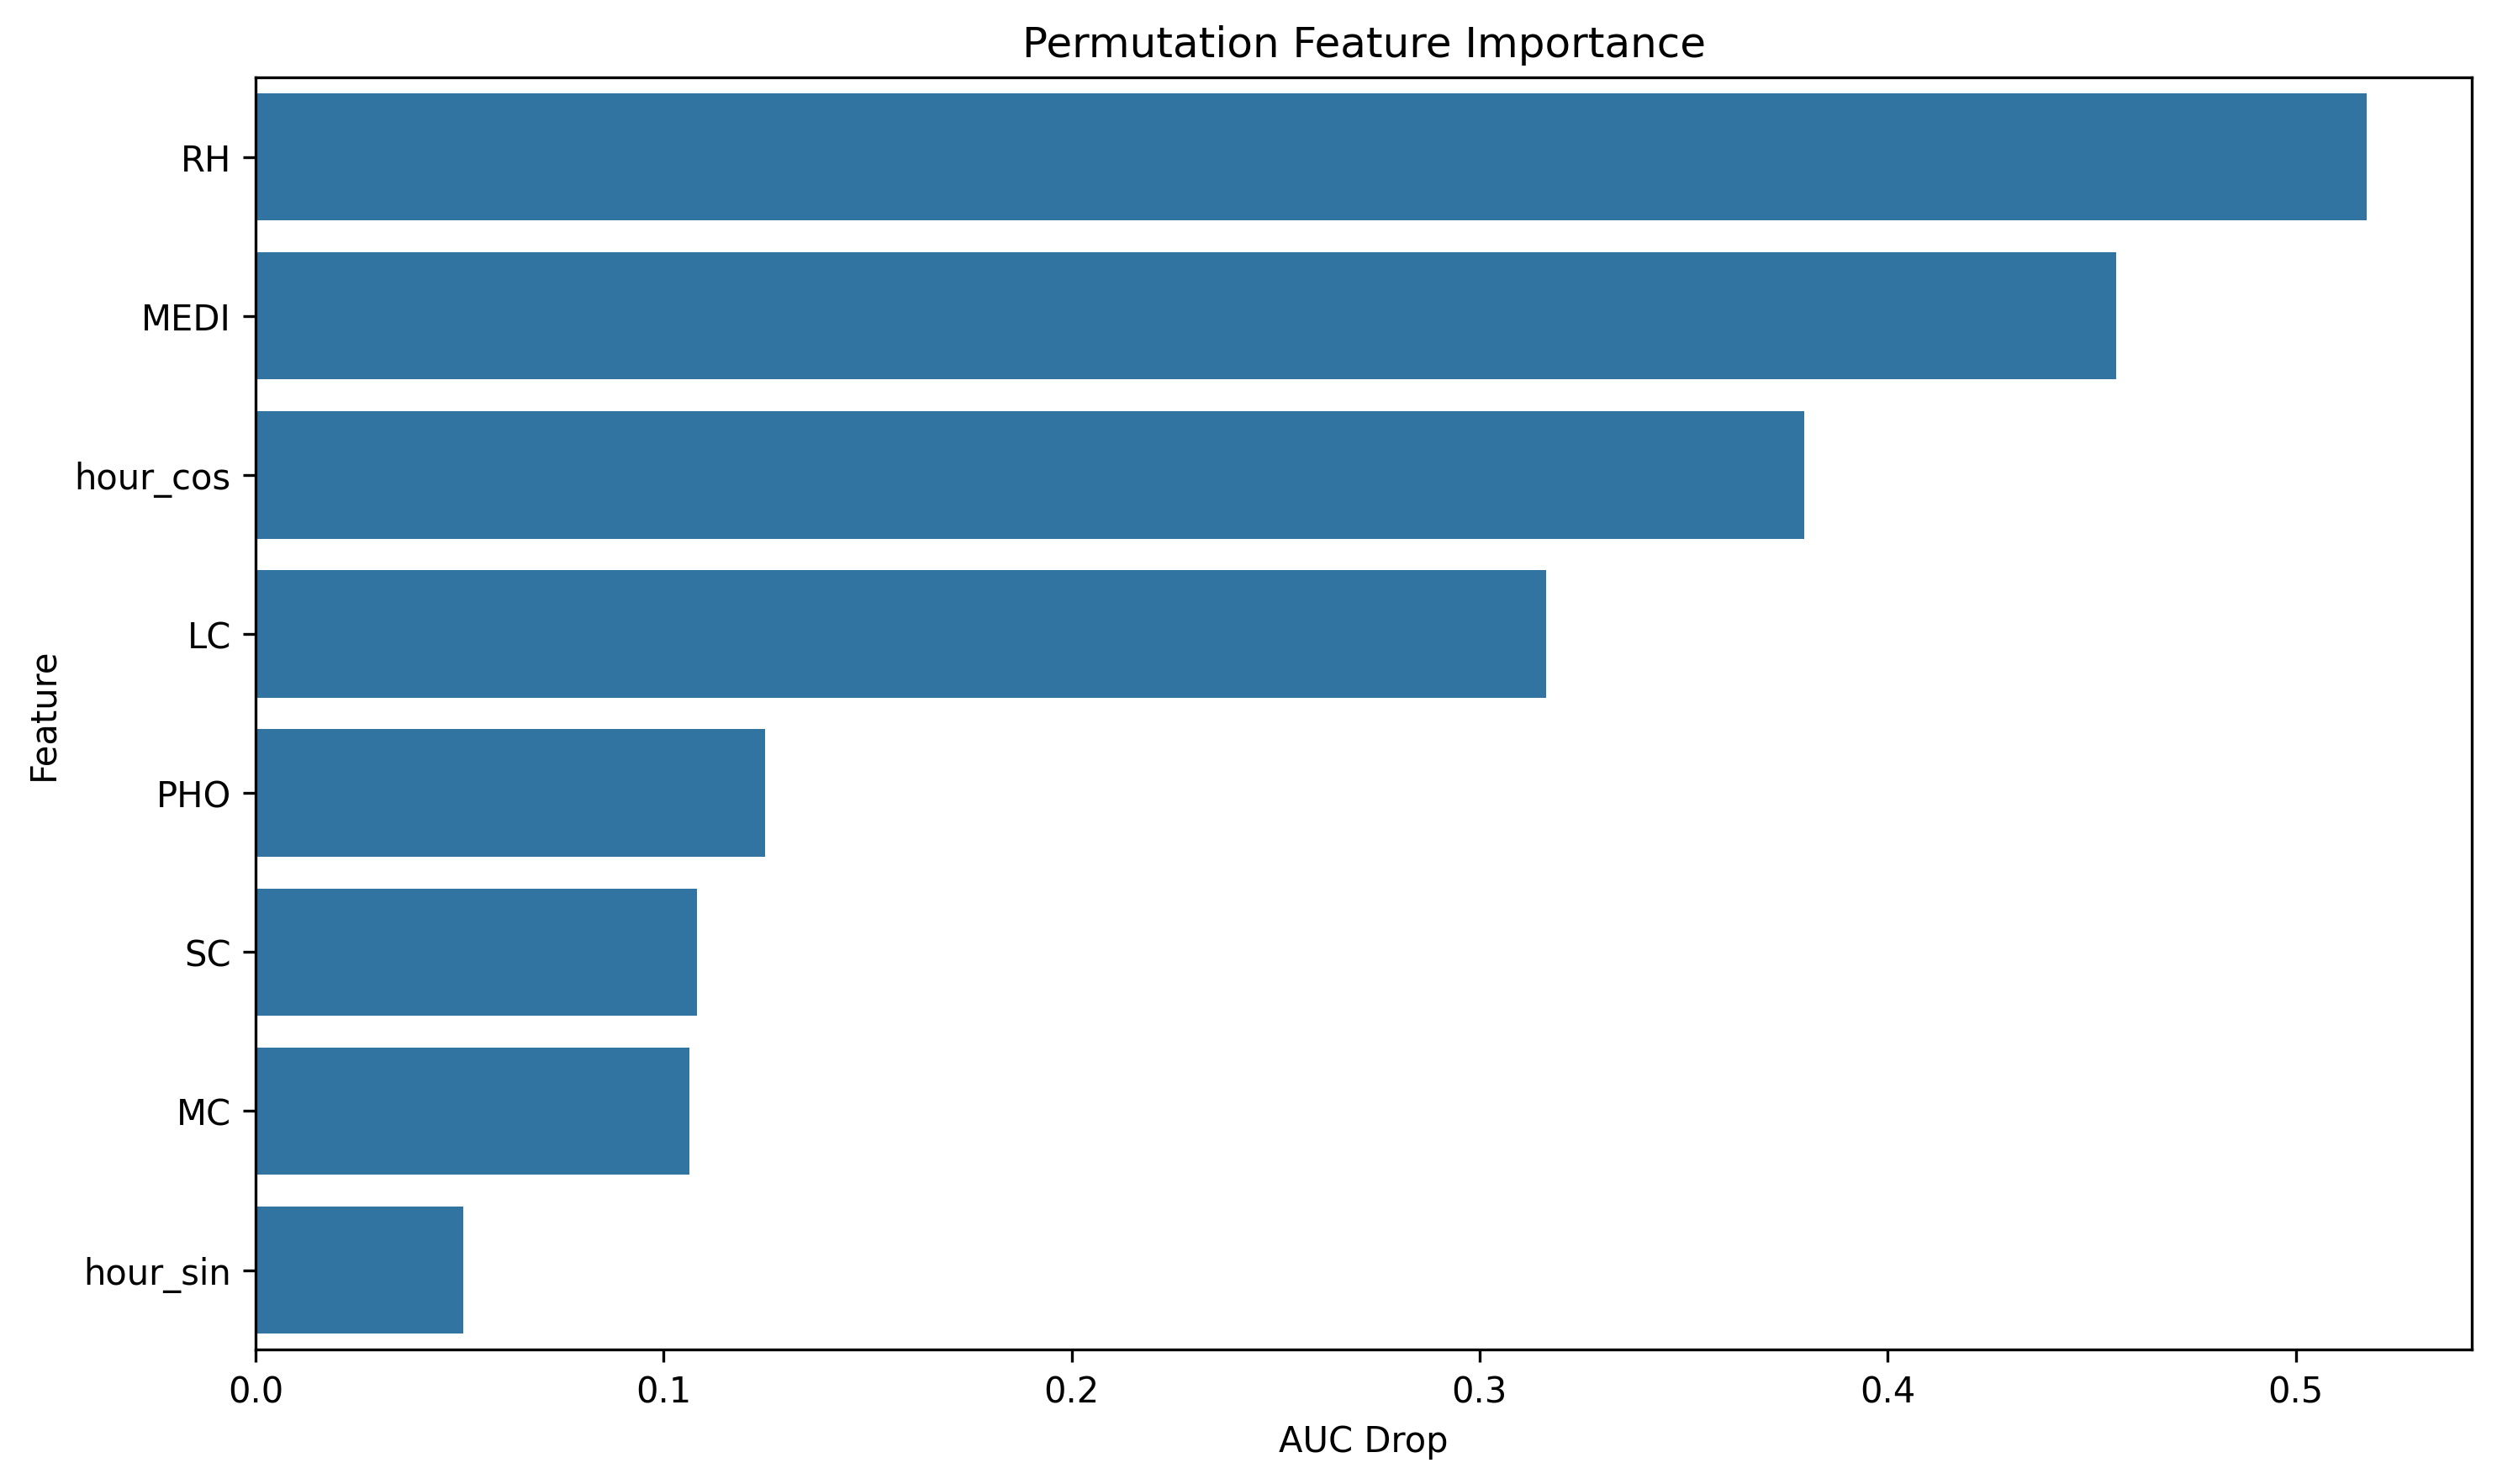 Permutation Feature Importance
RH
MEDI
hour_cos
LC
PHO
SC
MC
hour_sin
Feature
0.0 0.1 0.2 0.3 0.4 0.5
AUC Drop